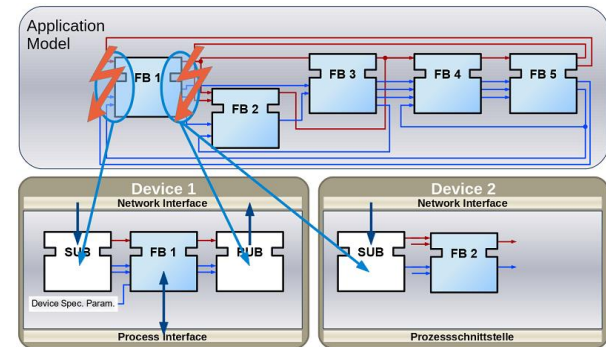 Application
Model
FB 1
FB 2
FB 3
FB 4
FB 5
Device 1
Network Interface
SUB
FB 1
PUB
Device Spec. Param.
Process Interface
Device 2
Network Interface
SUB
FB 2
Prozessschnittstelle